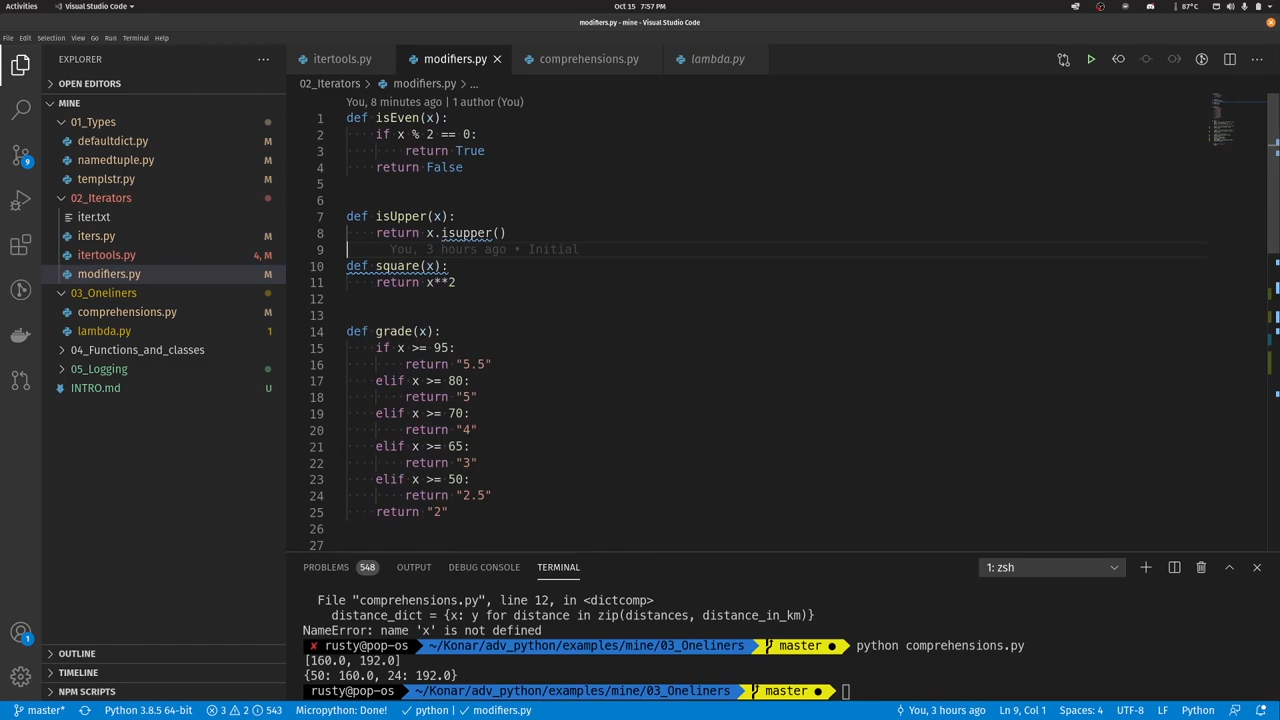 Activities Visual Studio Code Oct 15 7:57 PM 87°C
modifiers.py - mine - Visual Studio Code
File Edit Selection View Go Run Terminal Help
EXPLORER
OPEN EDITORS
MINE
01_Types
defaultdict.py M
namedtuple.py M
templstr.py M
02_Iterators
iter.txt
iters.py M
itertools.py 4, M
modifiers.py M
03_Oneliners
comprehensions.py M
lambda.py 1
04_Functions_and_classes
05_Logging
INTRO.md U
OUTLINE
TIMELINE
NPM SCRIPTS
9
1
itertools.py modifiers.py comprehensions.py lambda.py
02_Iterators > modifiers.py > ...
You, 8 minutes ago | 1 author (You)
1 def isEven(x):
2 if x % 2 == 0:
3 return True
4 return False
5
6
7 def isUpper(x):
8 return x.isupper()
9 You, 3 hours ago • Initial
10 def square(x):
11 return x**2
12
13
14 def grade(x):
15 if x >= 95:
16 return "5.5"
17 elif x >= 80:
18 return "5"
19 elif x >= 70:
20 return "4"
21 elif x >= 65:
22 return "3"
23 elif x >= 50:
24 return "2.5"
25 return "2"
26
27
PROBLEMS 548 OUTPUT DEBUG CONSOLE TERMINAL 1: zsh
File "comprehensions.py", line 12, in <dictcomp>
distance_dict = {x: y for distance in zip(distances, distance_in_km)}
NameError: name 'x' is not defined
✘ rusty@pop-os ~/Konar/adv_python/examples/mine/03_Oneliners master ● python comprehensions.py
[160.0, 192.0]
{50: 160.0, 24: 192.0}
rusty@pop-os ~/Konar/adv_python/examples/mine/03_Oneliners master ●
master* Python 3.8.5 64-bit 3 2 543 Micropython: Done! ✓ python | ✓ modifiers.py You, 3 hours ago Ln 9, Col 1 Spaces: 4 UTF-8 LF Python